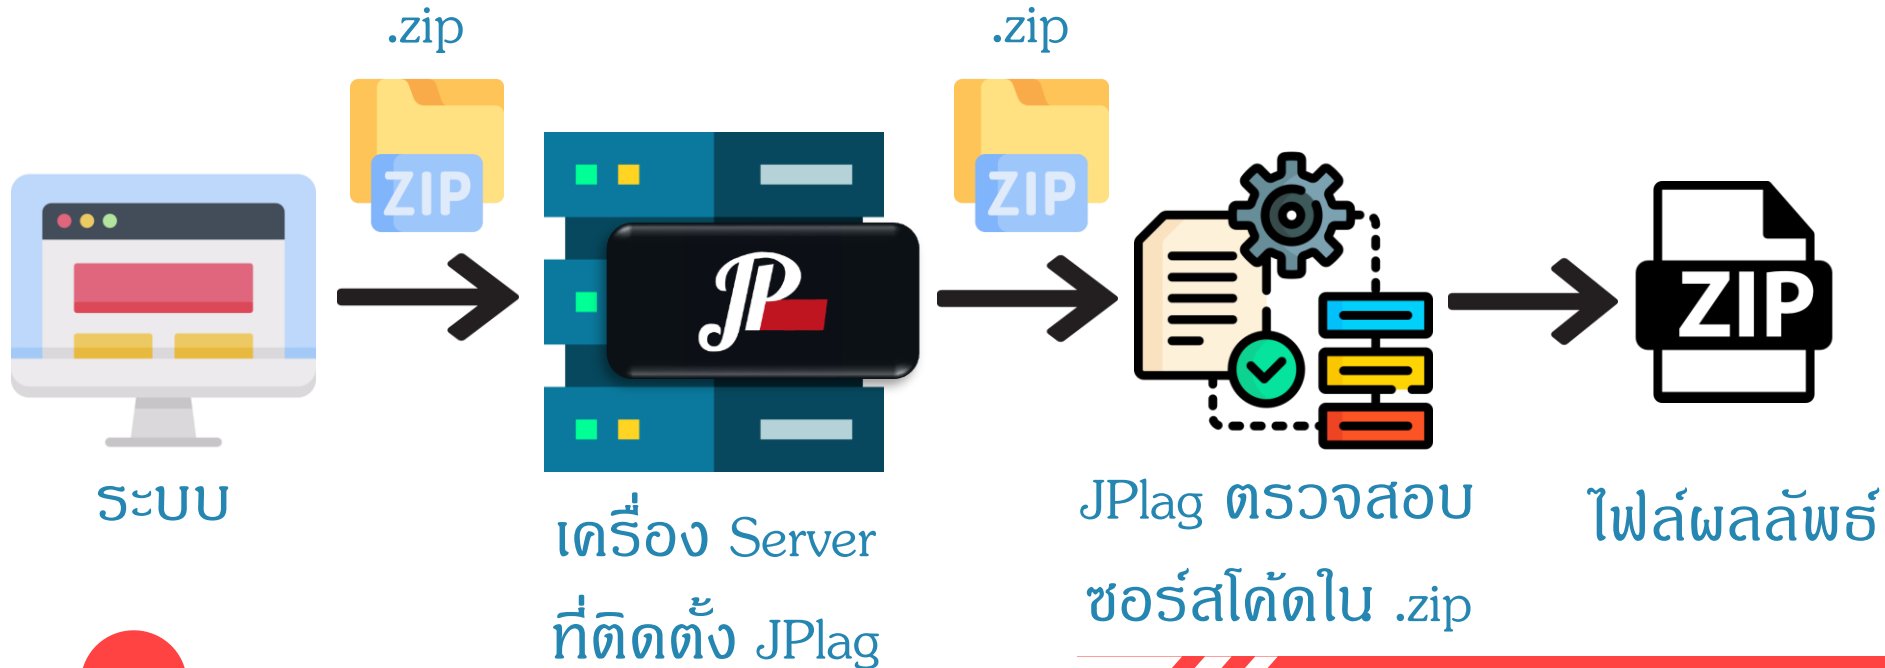 .zip
.zip
ZIP
ZIP
JP
ZIP
ระบบ
เครื่อง Server
ที่ติดตั้ง JPlag
JPlag ตรวจสอบ
ซอร์สโค้ดใน .zip
ไฟล์ผลลัพธ์